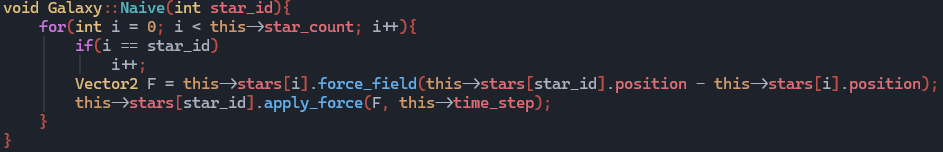 void Galaxy::Naive(int star_id){
    for(int i = 0; i < this->star_count; i++){
        if(i == star_id)
            i++;
        Vector2 F = this->stars[i].force_field(this->stars[star_id].position - this->stars[i].position);
        this->stars[star_id].apply_force(F, this->time_step);
    }
}